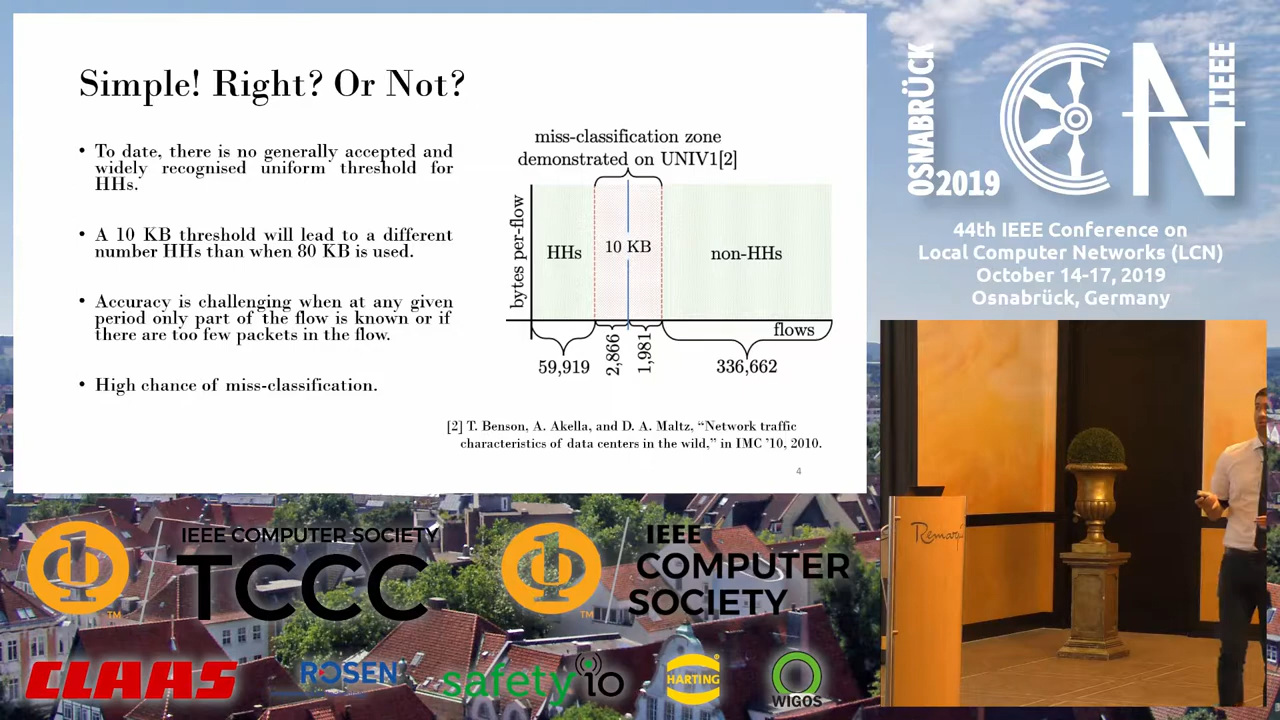 Simple! Right? Or Not?
• To date, there is no generally accepted and
widely recognised uniform threshold for
HHs.
• A 10 KB threshold will lead to a different
number HHs than when 80 KB is used.
• Accuracy is challenging when at any given
period only part of the flow is known or if
there are too few packets in the flow.
• High chance of miss-classification.
miss-classification zone
demonstrated on UNIV1[2]
bytes per-flow
HHs
10 KB
non-HHs
flows
59,919
2,866
1,981
336,662
[2] T. Benson, A. Akella, and D. A. Maltz, “Network traffic
characteristics of data centers in the wild,” in IMC ’10, 2010.
4
OSNABRÜCK
2019
LCN
IEEE
44th IEEE Conference on
Local Computer Networks (LCN)
October 14-17, 2019
Osnabrück, Germany
IEEE COMPUTER SOCIETY
TCCC
TM
IEEE
COMPUTER
SOCIETY
TM
CLAAS
ROSEN
safety io
HARTING
WIGOS